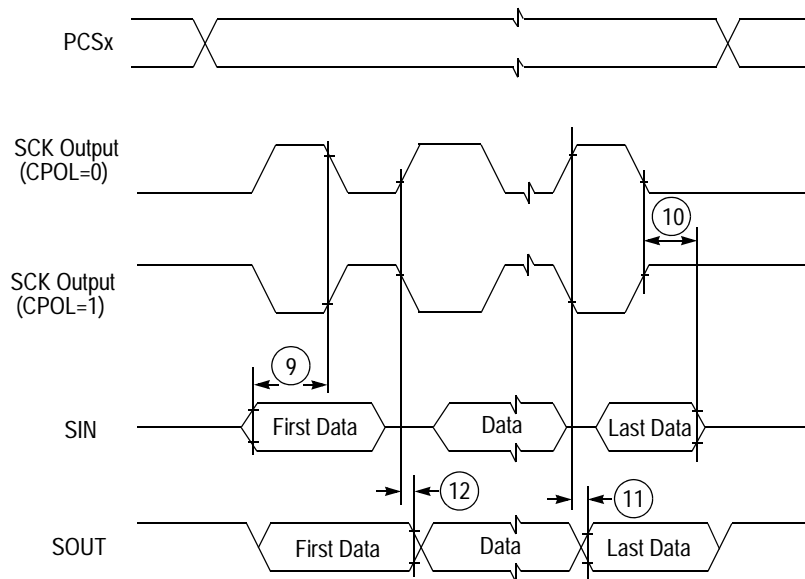 PCSx
SCK Output
(CPOL=0)
10
SCK Output
(CPOL=1)
9
SIN
First Data
Data
Last Data
12
11
SOUT
First Data
Data
Last Data